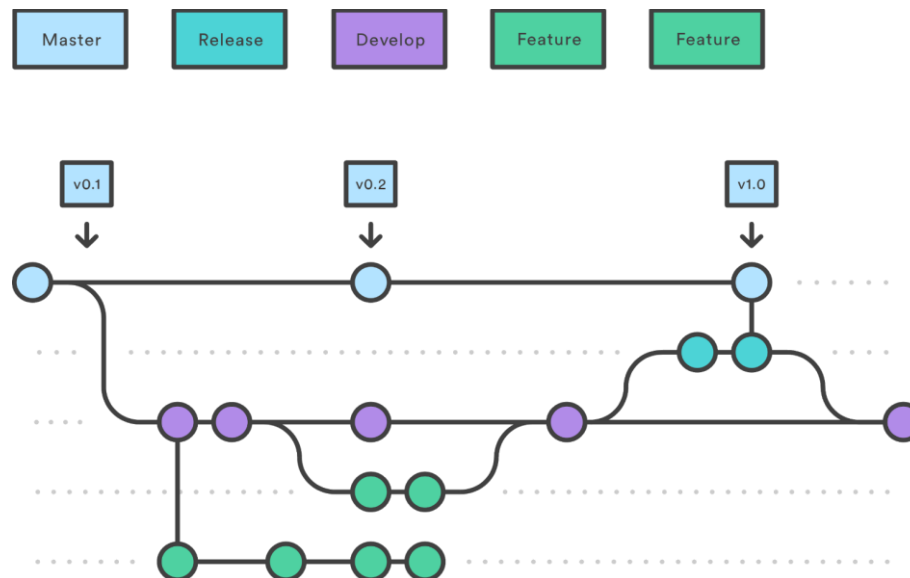 Master
Release
Develop
Feature
Feature
v0.1
v0.2
v1.0